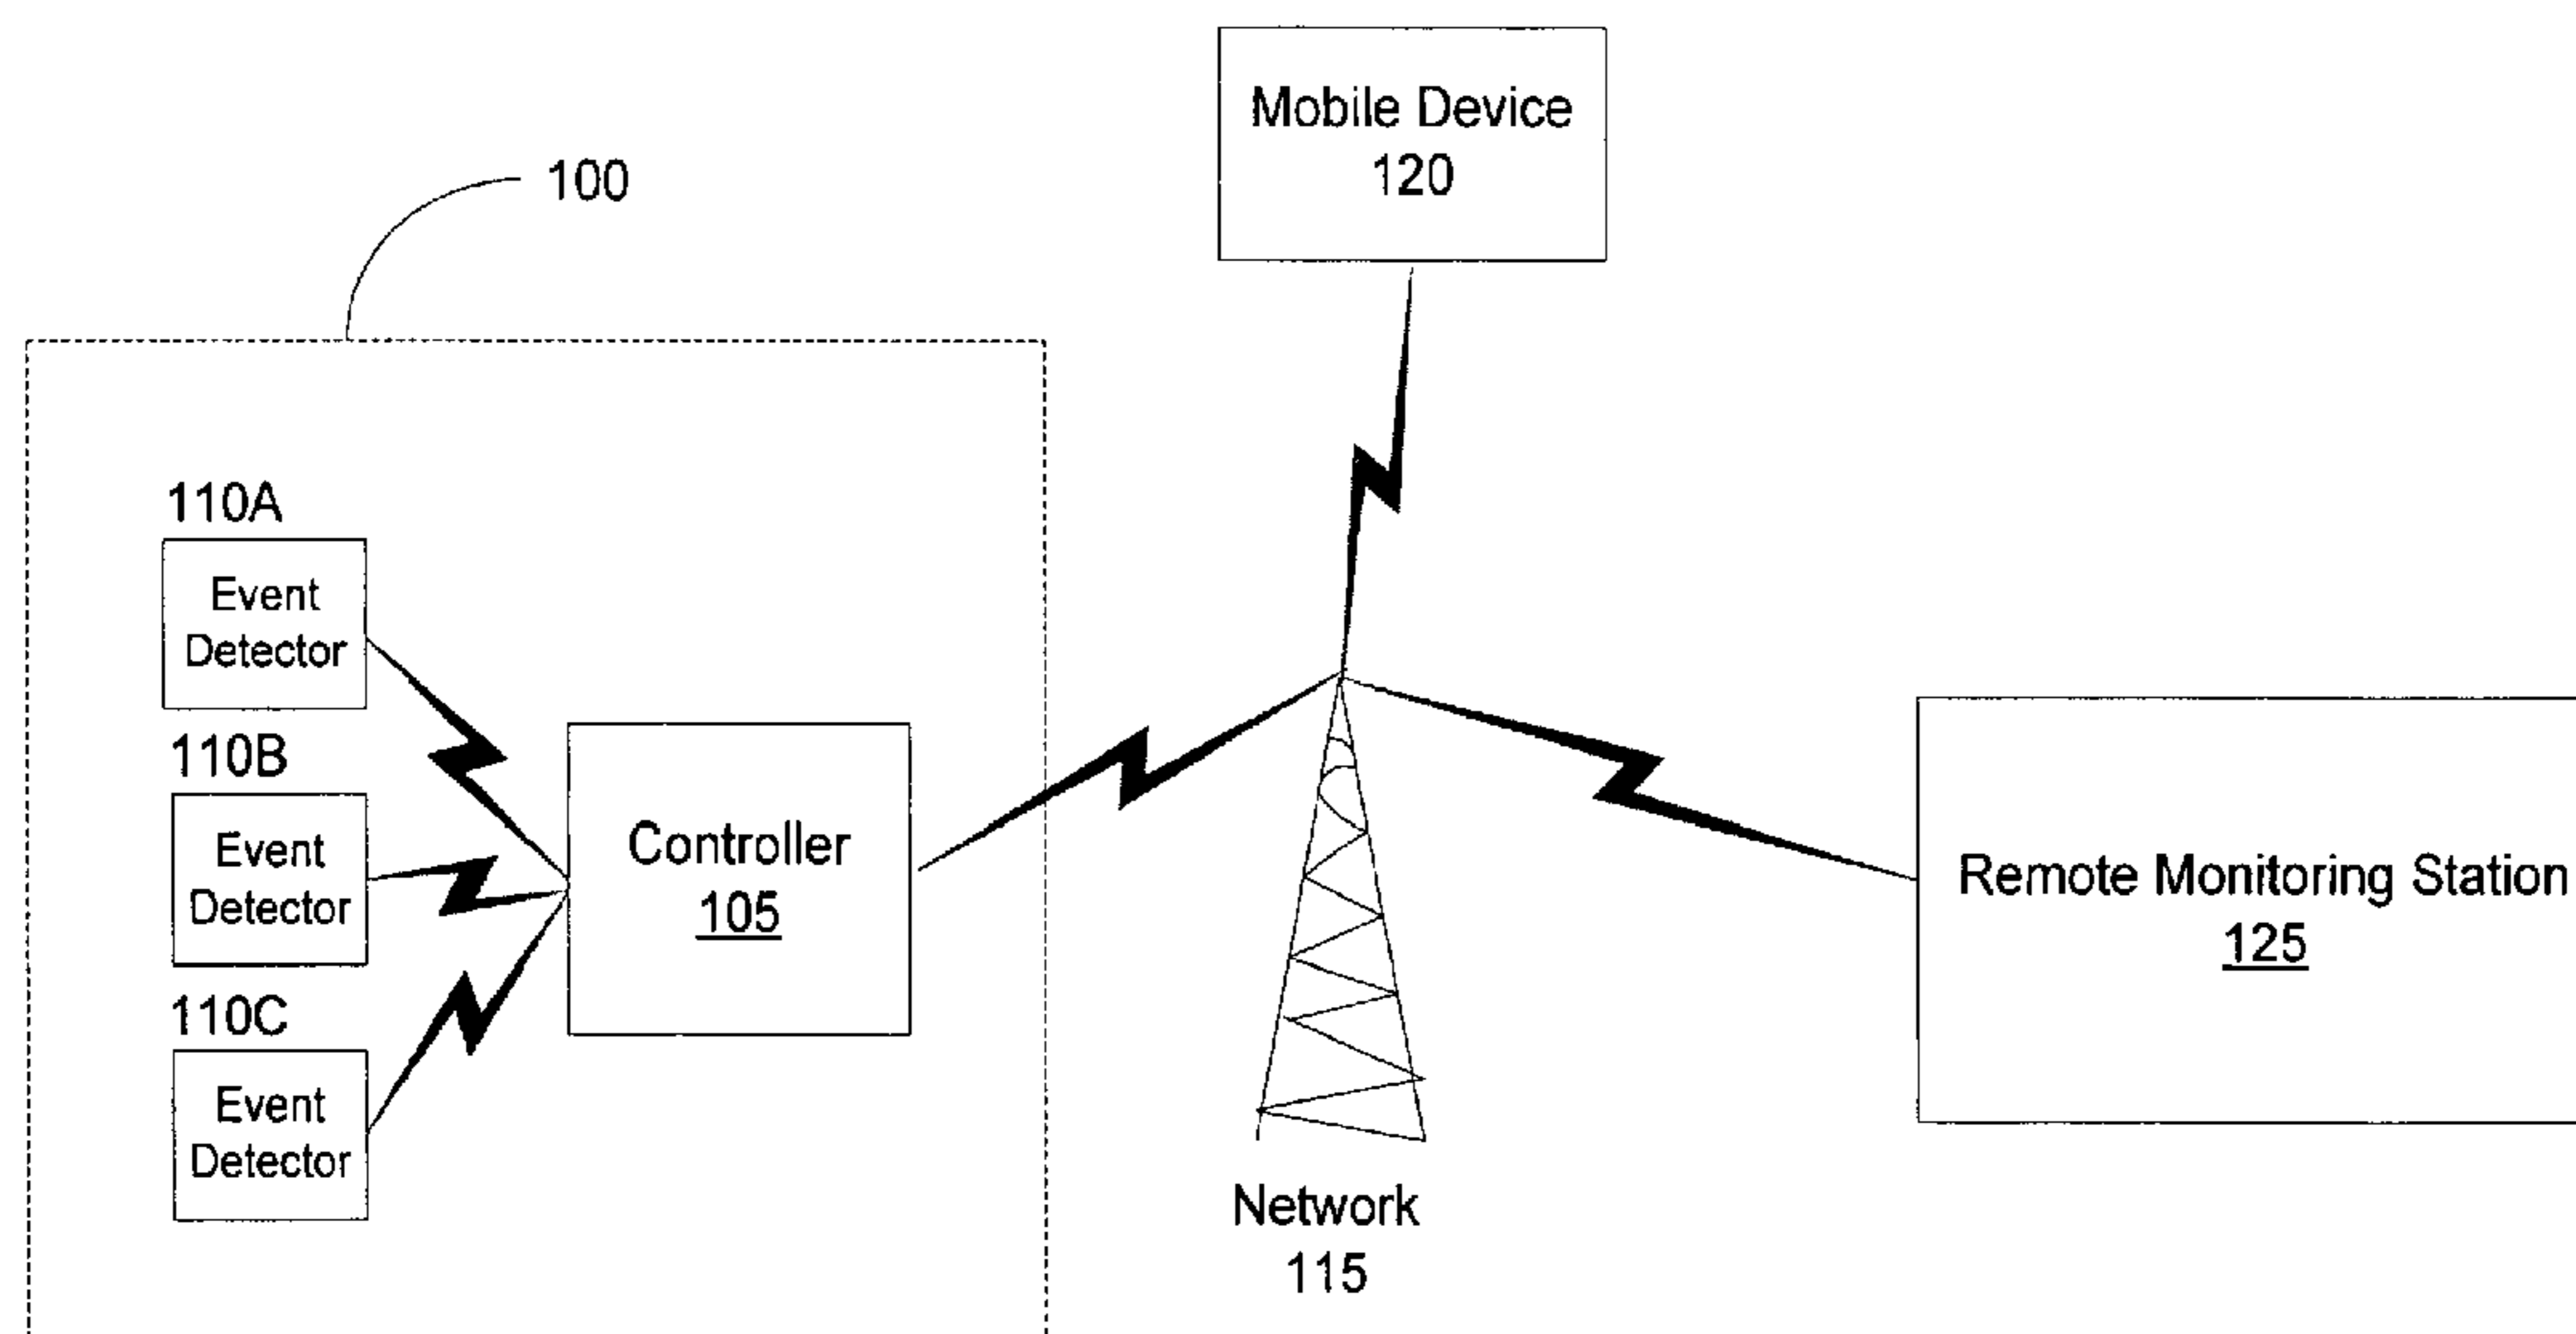 Mobile Device
120
100
110A
Event
Detector
110B
Event
Detector
110C
Event
Detector
Controller
105
Remote Monitoring Station
125
Network
115